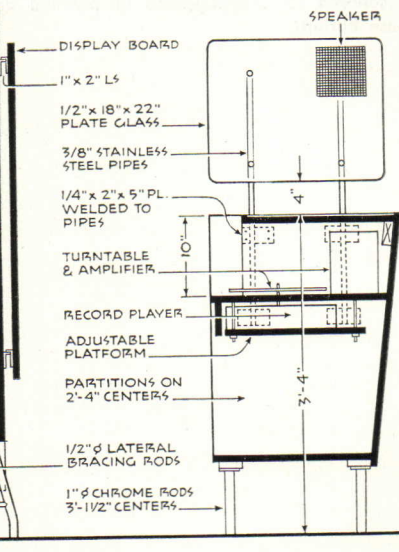 SPEAKER
DISPLAY BOARD
1" x 2" LS
1/2" x 18" x 22"
PLATE GLASS
3/8" STAINLESS
STEEL PIPES
4"
1/4" x 2" x 5" PL.
WELDED TO
PIPES
10"
TURNTABLE
& AMPLIFIER
RECORD PLAYER
ADJUSTABLE
PLATFORM
3'-4"
PARTITIONS ON
2'-4" CENTERS
1/2" Ø LATERAL
BRACING RODS
1" Ø CHROME RODS
3'-1 1/2" CENTERS